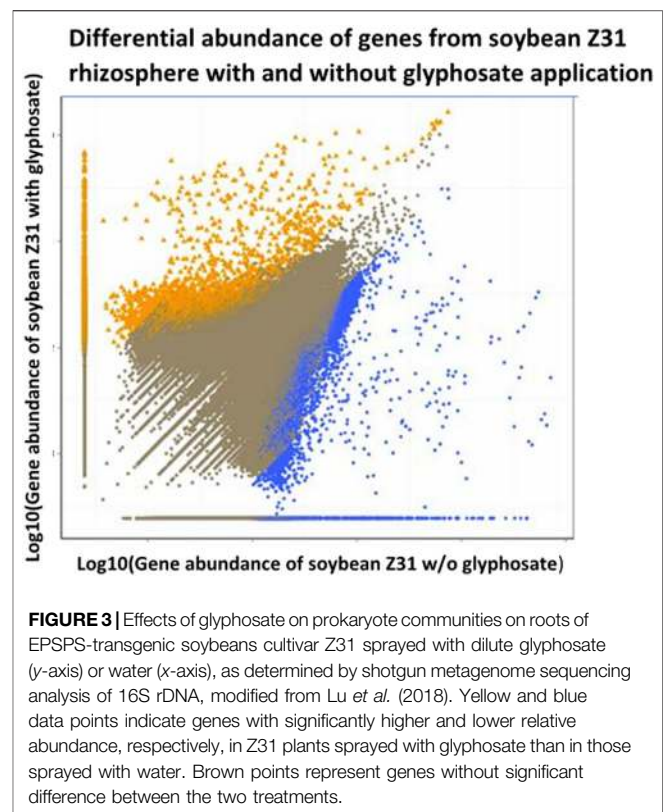 Differential abundance of genes from soybean Z31
rhizosphere with and without glyphosate application
Log10(Gene abundance of soybean Z31 with glyphosate)
Log10(Gene abundance of soybean Z31 w/o glyphosate)
FIGURE 3 | Effects of glyphosate on prokaryote communities on roots of
EPSPS-transgenic soybeans cultivar Z31 sprayed with dilute glyphosate
(y-axis) or water (x-axis), as determined by shotgun metagenome sequencing
analysis of 16S rDNA, modified from Lu et al. (2018). Yellow and blue
data points indicate genes with significantly higher and lower relative
abundance, respectively, in Z31 plants sprayed with glyphosate than in those
sprayed with water. Brown points represent genes without significant
difference between the two treatments.